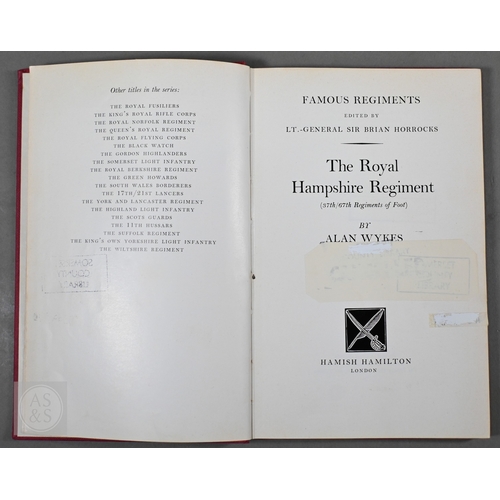 Other titles in the series:
THE ROYAL FUSILIERS
THE KING'S ROYAL RIFLE CORPS
THE ROYAL NORFOLK REGIMENT
THE QUEEN'S ROYAL REGIMENT
THE ROYAL FLYING CORPS
THE BLACK WATCH
THE GORDON HIGHLANDERS
THE SOMERSET LIGHT INFANTRY
THE ROYAL BERKSHIRE REGIMENT
THE GREEN HOWARDS
THE SOUTH WALES BORDERERS
THE 17TH/21ST LANCERS
THE YORK AND LANCASTER REGIMENT
THE HIGHLAND LIGHT INFANTRY
THE SCOTS GUARDS
THE 11TH HUSSARS
THE SUFFOLK REGIMENT
THE KING'S OWN YORKSHIRE LIGHT INFANTRY
THE WILTSHIRE REGIMENT
AS
&S
FAMOUS REGIMENTS
EDITED BY
LT.-GENERAL SIR BRIAN HORROCKS
The Royal
Hampshire Regiment
(37th/67th Regiments of Foot)
BY
ALAN WYKES
HAMISH HAMILTON
LONDON